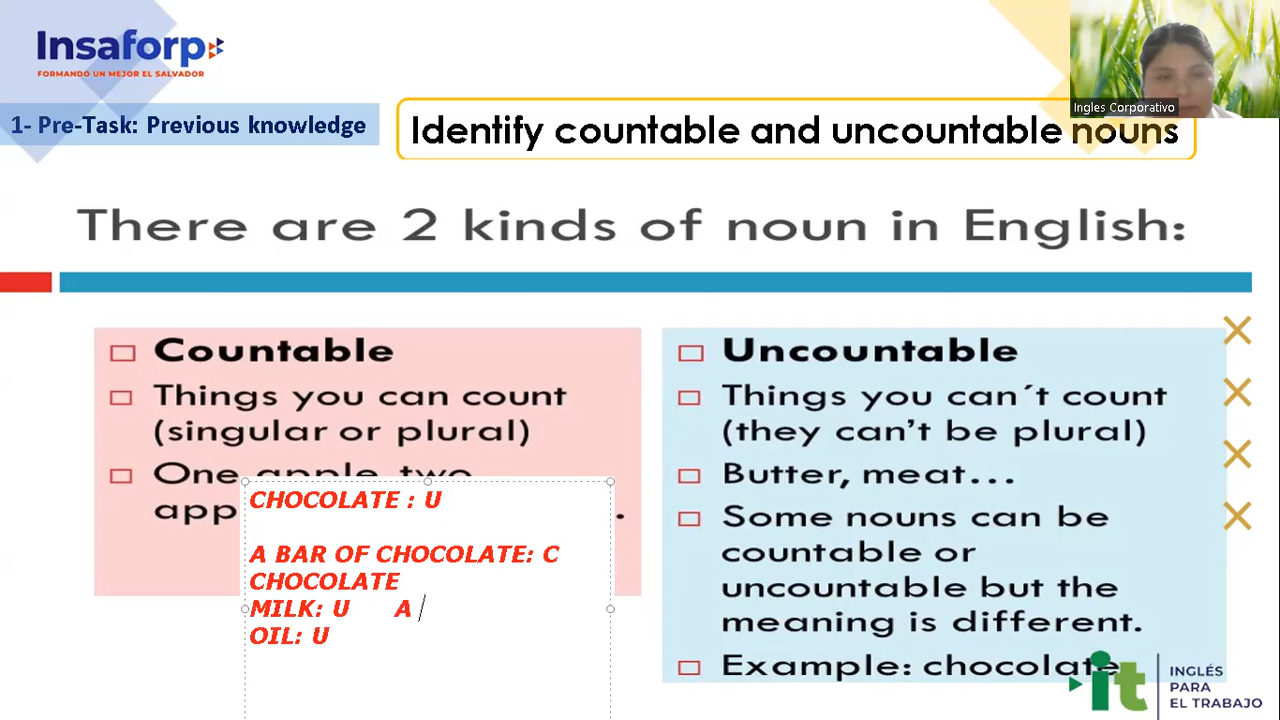 Insaforp
FORMANDO UN MEJOR EL SALVADOR
Ingles Corporativo
1- Pre-Task: Previous knowledge
Identify countable and uncountable nouns
There are 2 kinds of noun in English:
Countable
Things you can count
(singular or plural)
One apple, two
app
.
CHOCOLATE : U
A BAR OF CHOCOLATE: C
CHOCOLATE
MILK: U A
OIL: U
Uncountable
Things you can´t count
(they can’t be plural)
Butter, meat...
Some nouns can be
countable or
uncountable but the
meaning is different.
Example: chocolate
it
INGLÉS
PARA
EL TRABAJO